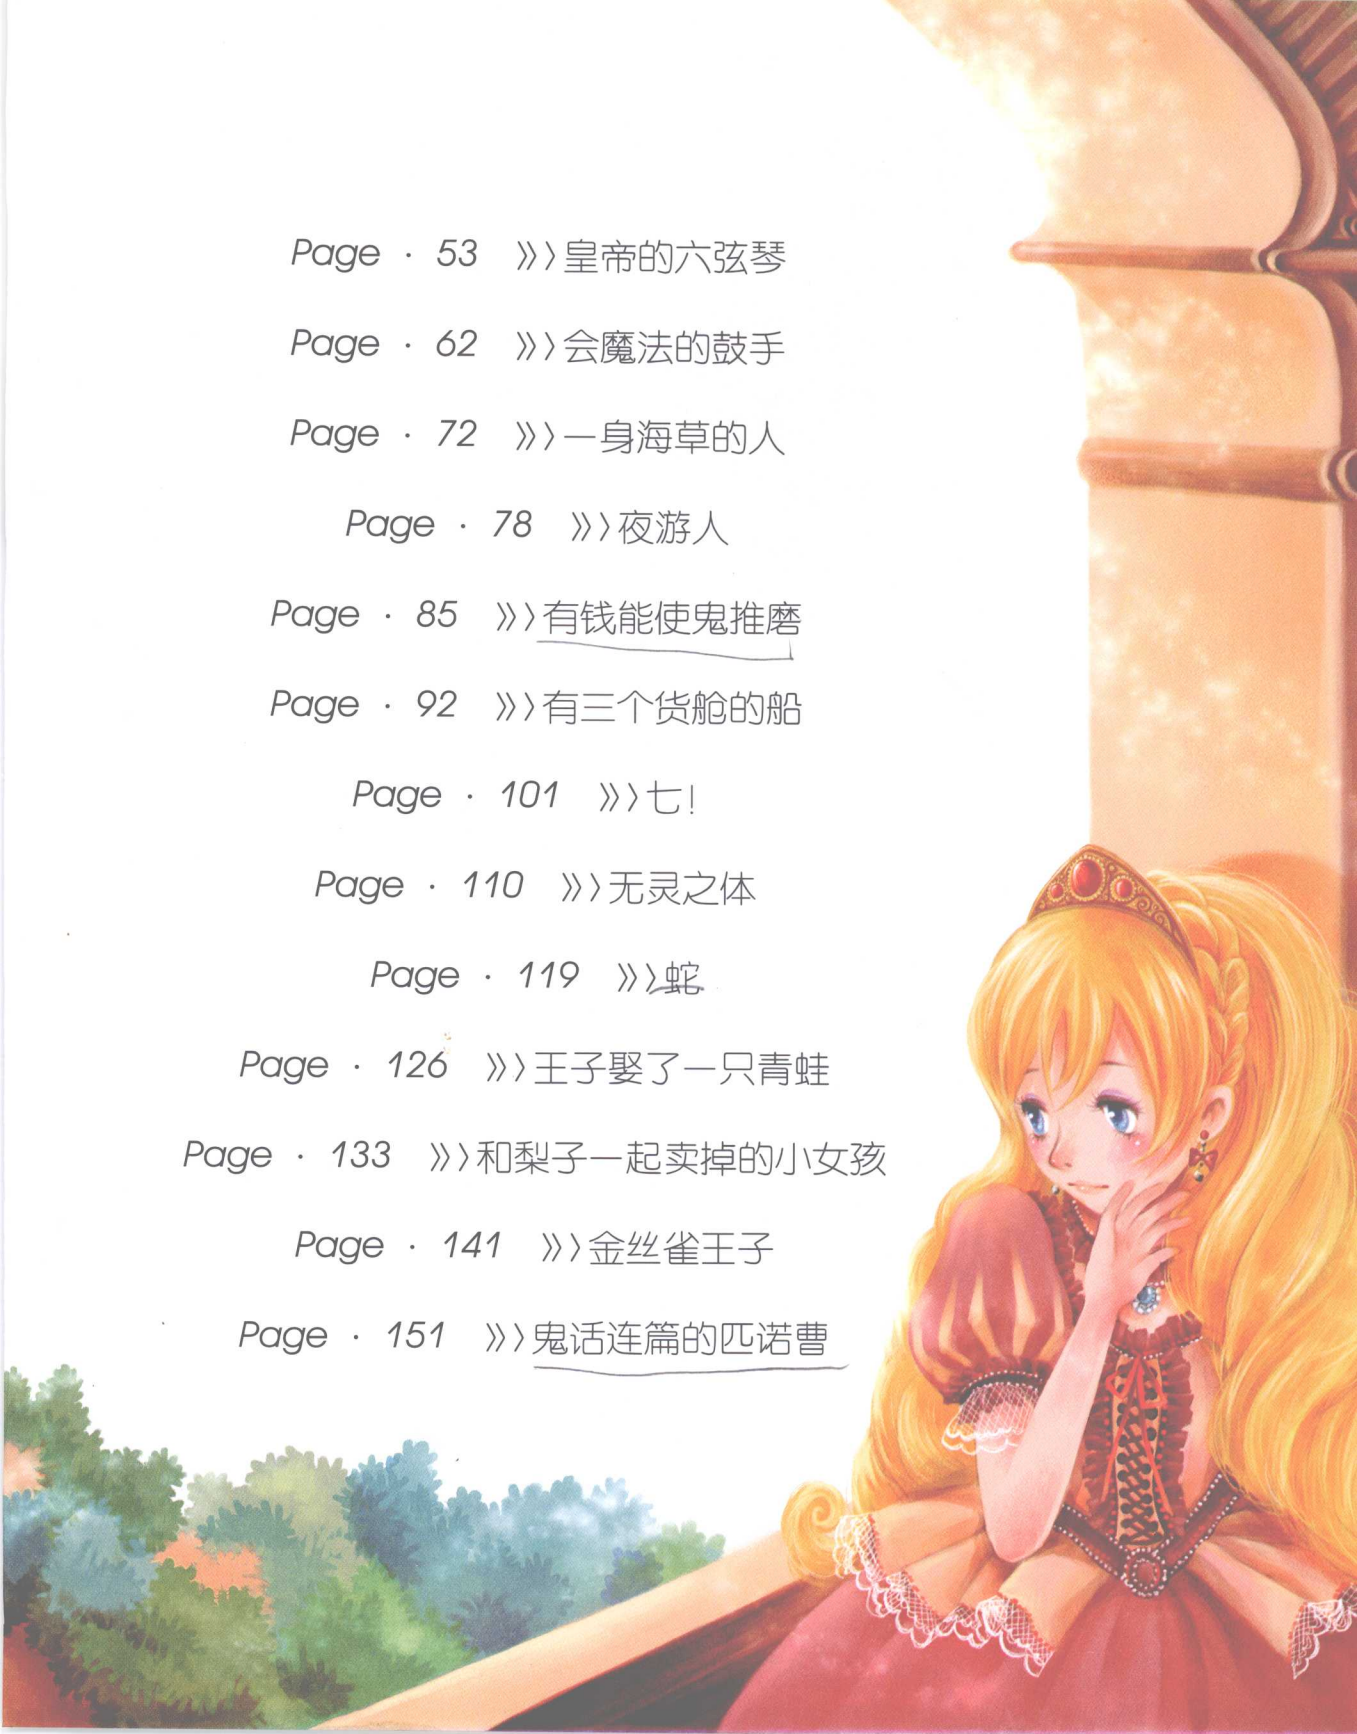 Page · 53 》〉皇帝的六弦琴
Page · 62 》〉会魔法的鼓手
Page · 72 》〉一身海草的人
Page · 78 》〉夜游人
Page · 85 》〉有钱能使鬼推磨
Page · 92 》〉有三个货舱的船
Page · 101 》〉七！
Page · 110 》〉无灵之体
Page · 119 》〉蛇
Page · 126 》〉王子娶了一只青蛙
Page · 133 》〉和梨子一起卖掉的小女孩
Page · 141 》〉金丝雀王子
Page · 151 》〉鬼话连篇的匹诺曹